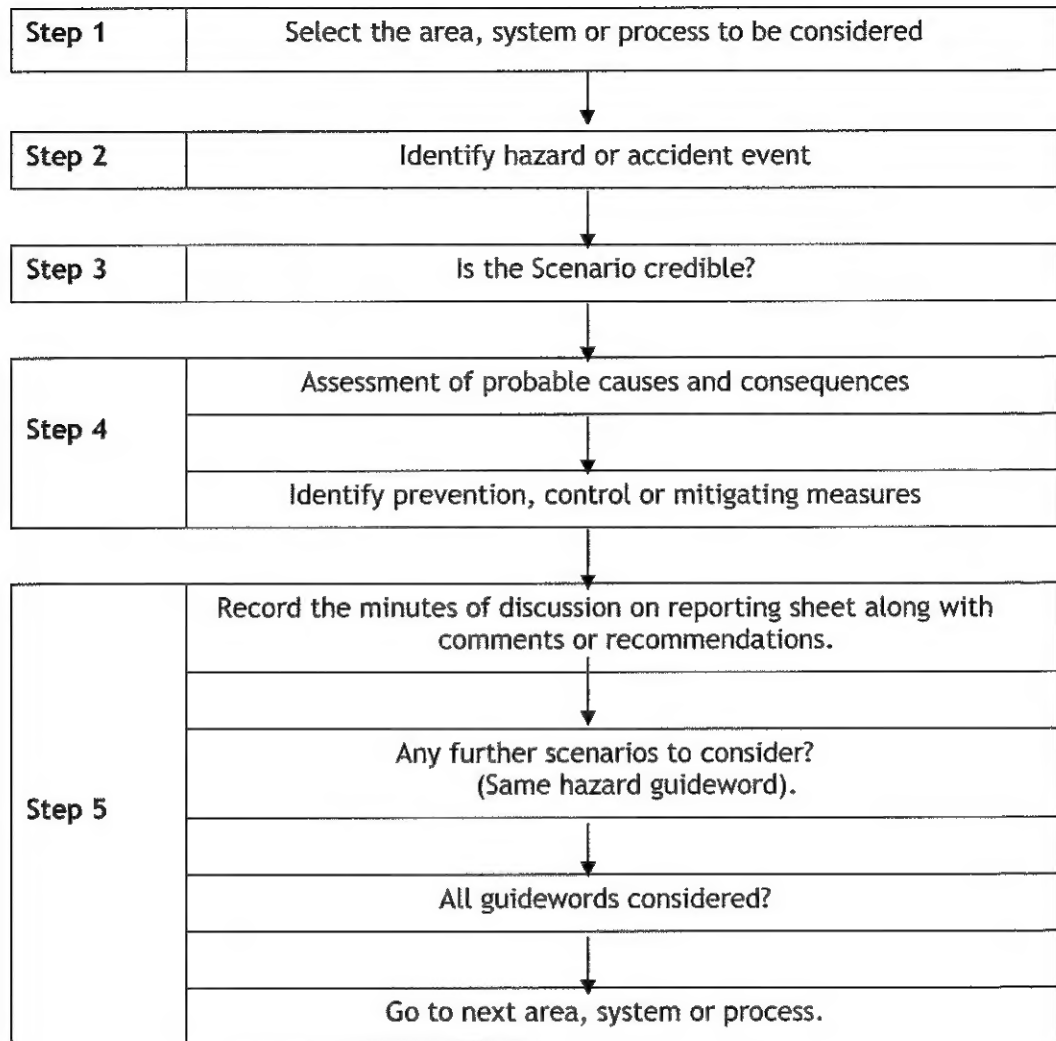 Step 1
Select the area, system or process to be considered
Step 2
Identify hazard or accident event
Step 3
Is the Scenario credible?
Step 4
Assessment of probable causes and consequences
Identify prevention, control or mitigating measures
Step 5
Record the minutes of discussion on reporting sheet along with
comments or recommendations.
Any further scenarios to consider?
(Same hazard guideword).
All guidewords considered?
Go to next area, system or process.